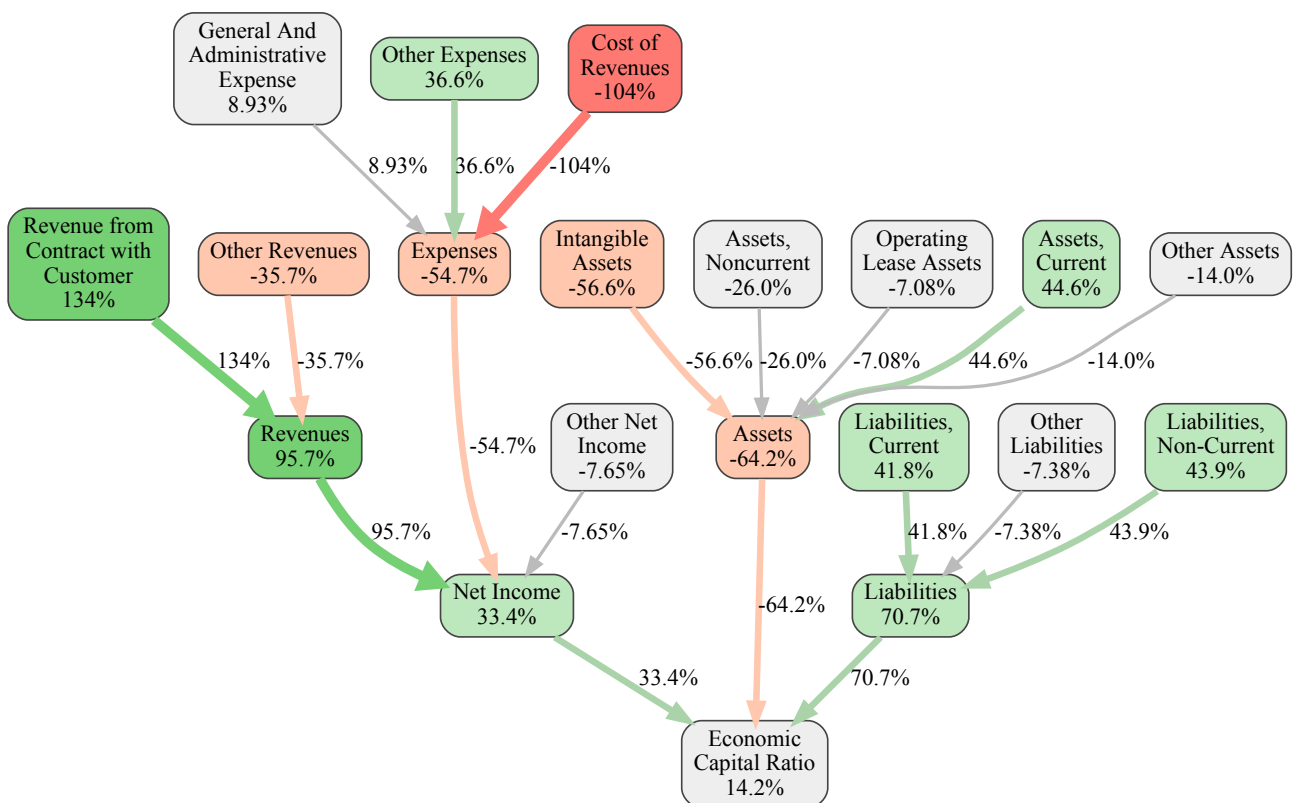 General And
Administrative
Expense
8.93%
Other Expenses
36.6%
Cost of
Revenues
-104%
8.93%
36.6%
-104%
Revenue from
Contract with
Customer
134%
Other Revenues
-35.7%
Expenses
-54.7%
Intangible
Assets
-56.6%
Assets,
Noncurrent
-26.0%
Operating
Lease Assets
-7.08%
Assets,
Current
44.6%
Other Assets
-14.0%
134%
-35.7%
-56.6%
-26.0%
-7.08%
44.6%
-14.0%
Revenues
95.7%
-54.7%
Other Net
Income
-7.65%
Assets
-64.2%
Liabilities,
Current
41.8%
Other
Liabilities
-7.38%
Liabilities,
Non-Current
43.9%
95.7%
-7.65%
41.8%
-7.38%
43.9%
Net Income
33.4%
-64.2%
Liabilities
70.7%
33.4%
70.7%
Economic
Capital Ratio
14.2%